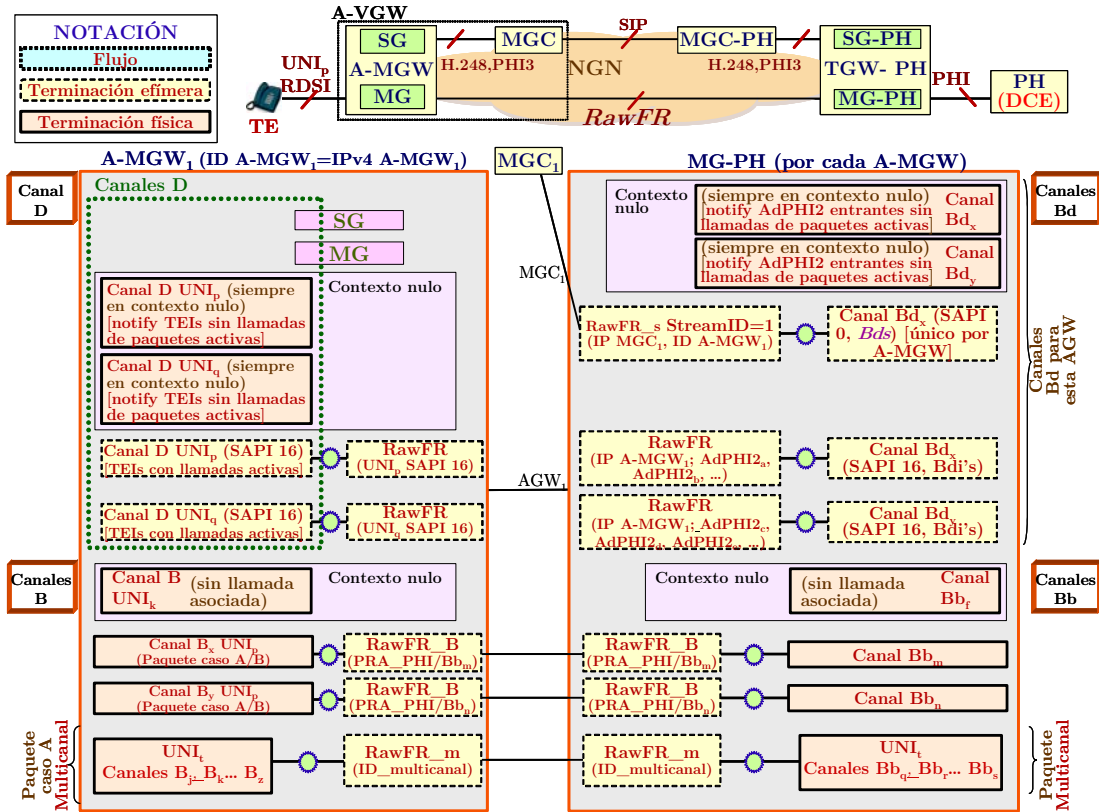 NOTACIÓN
Flujo
Terminación efímera
Terminación física
A-VGW
SG
MGC
SIP
MGC-PH
SG-PH
UNIp
RDSI
A-MGW
H.248,PHI3
NGN
H.248,PHI3
TGW- PH
PHI
PH
(DCE)
MG
MG-PH
TE
RawFR
A-MGW1 (ID A-MGW1=IPv4 A-MGW1)
MGC1
MG-PH (por cada A-MGW)
Canal
D
Canales D
SG
MG
Contexto nulo
Canal D UNIp (siempre
en contexto nulo)
[notify TEIs sin llamadas
de paquetes activas]
Canal D UNIq (siempre
en contexto nulo)
[notify TEIs sin llamadas
de paquetes activas]
Canal D UNIp (SAPI 16)
[TEIs con llamadas activas]
RawFR
(UNIp SAPI 16)
Canal D UNIq (SAPI 16)
[TEIs con llamadas activas]
RawFR
(UNIq SAPI 16)
MGC1
AGW1
Contexto
nulo
(siempre en contexto nulo)
[notify AdPHI2 entrantes sin
llamadas de paquetes activas]
Canal
Bdx
(siempre en contexto nulo)
[notify AdPHI2 entrantes sin
llamadas de paquetes activas]
Canal
Bdy
Canales
Bd
RawFR_s StreamID=1
(IP MGC1, ID A-MGW1)
Canal Bdx (SAPI
0, Bds) [único por
A-MGW]
Canales
Bd para
esta AGW
RawFR
(IP A-MGW1; AdPHI2a,
AdPHI2b, ...)
Canal Bdx
(SAPI 16, Bdi's)
RawFR
(IP A-MGW1; AdPHI2c,
AdPHI2d, AdPHI2e, ...)
(SAPI 16, Bdi's)
Canales
B
Canal B
UNIk
(sin llamada
asociada)
Contexto nulo
Contexto nulo
(sin llamada
asociada)
Canal
Bbf
Canales
Bb
Canal Bx UNIp
(Paquete caso A/B)
RawFR_B
(PRA_PHI/Bbm)
RawFR_B
(PRA_PHI/Bbm)
Canal Bbm
Canal By UNIp
(Paquete caso A/B)
RawFR_B
(PRA_PHI/Bbn)
RawFR_B
(PRA_PHI/Bbn)
Canal Bbn
Paquete
caso A
Multicanal
UNIt
Canales Bj, Bk... Bz
RawFR_m
(ID_multicanal)
RawFR_m
(ID_multicanal)
UNIt
Canales Bbq, Bbr... Bbs
Paquete
Multicanal